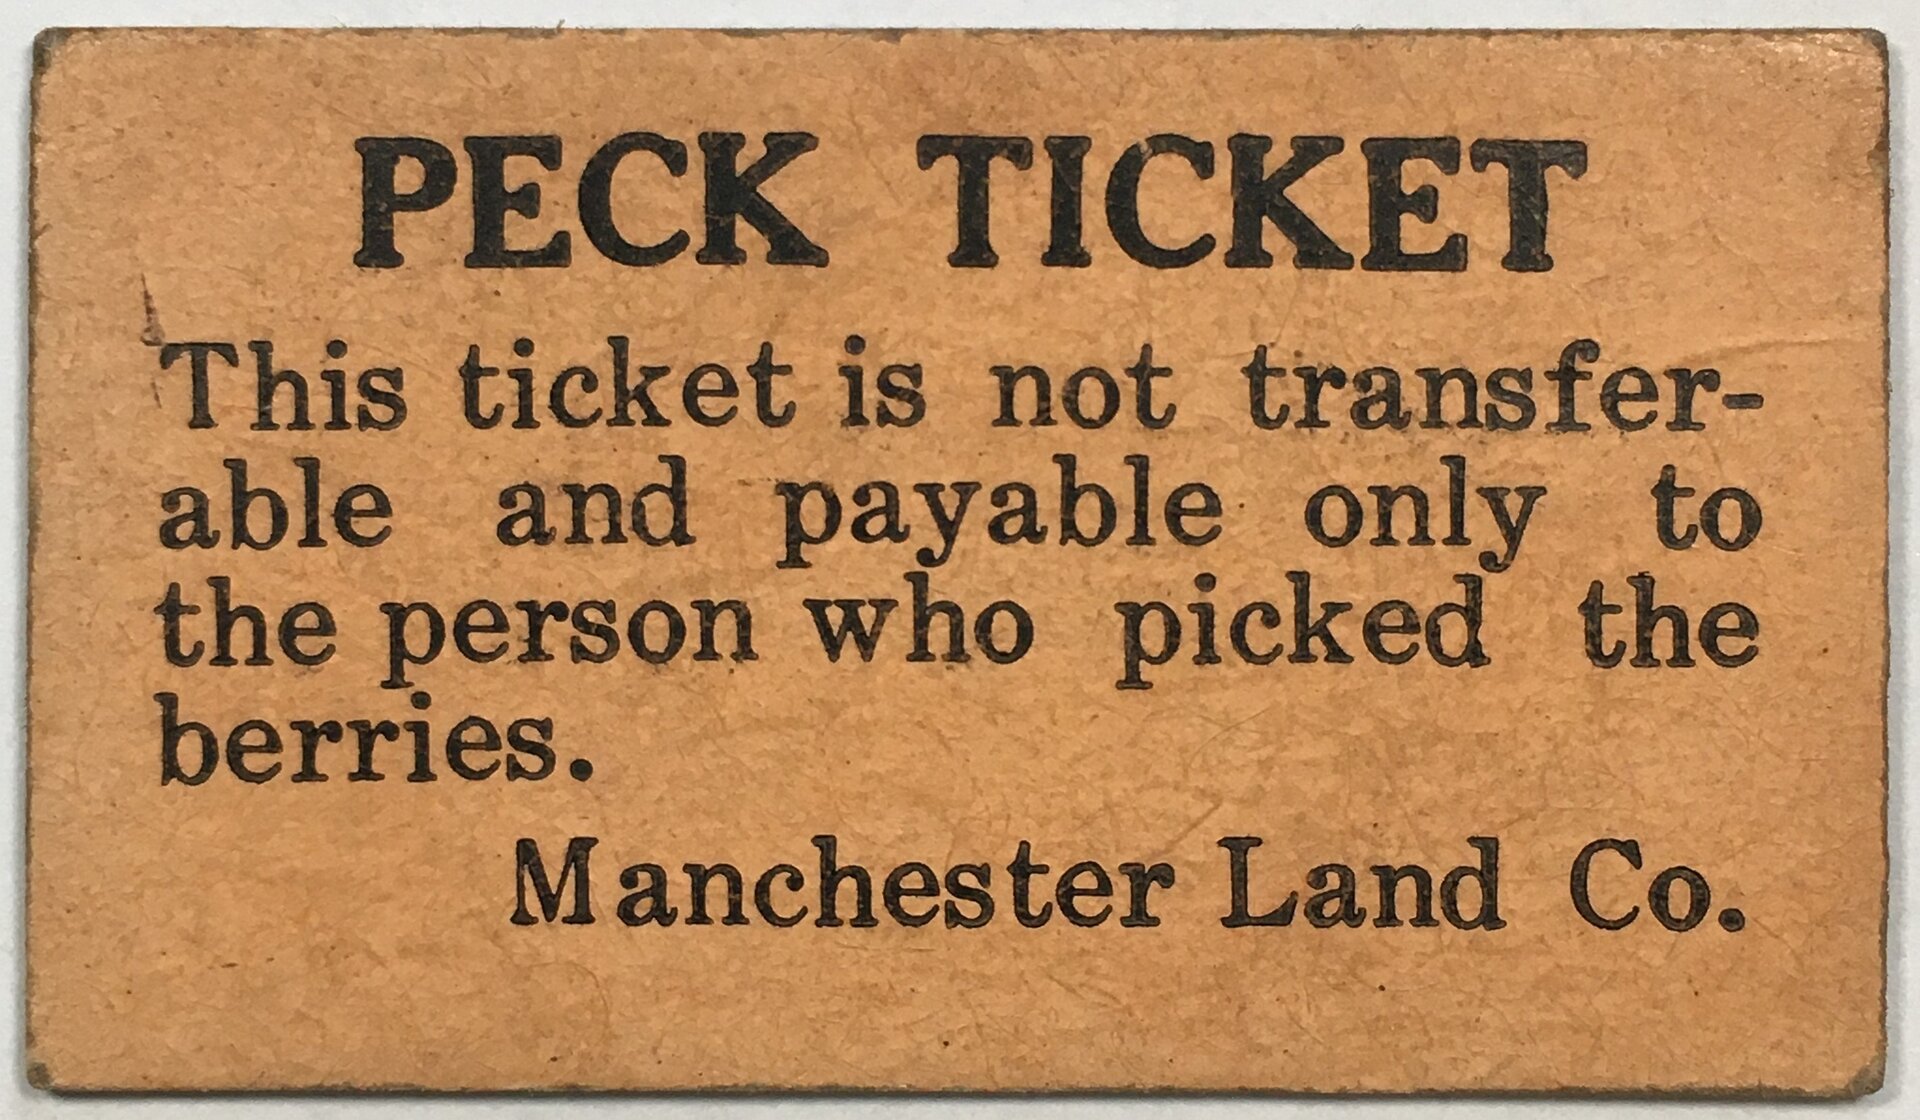 PECK TICKET
This ticket is not transfer-
able and payable only to
the person who picked the
berries.
Manchester Land Co.